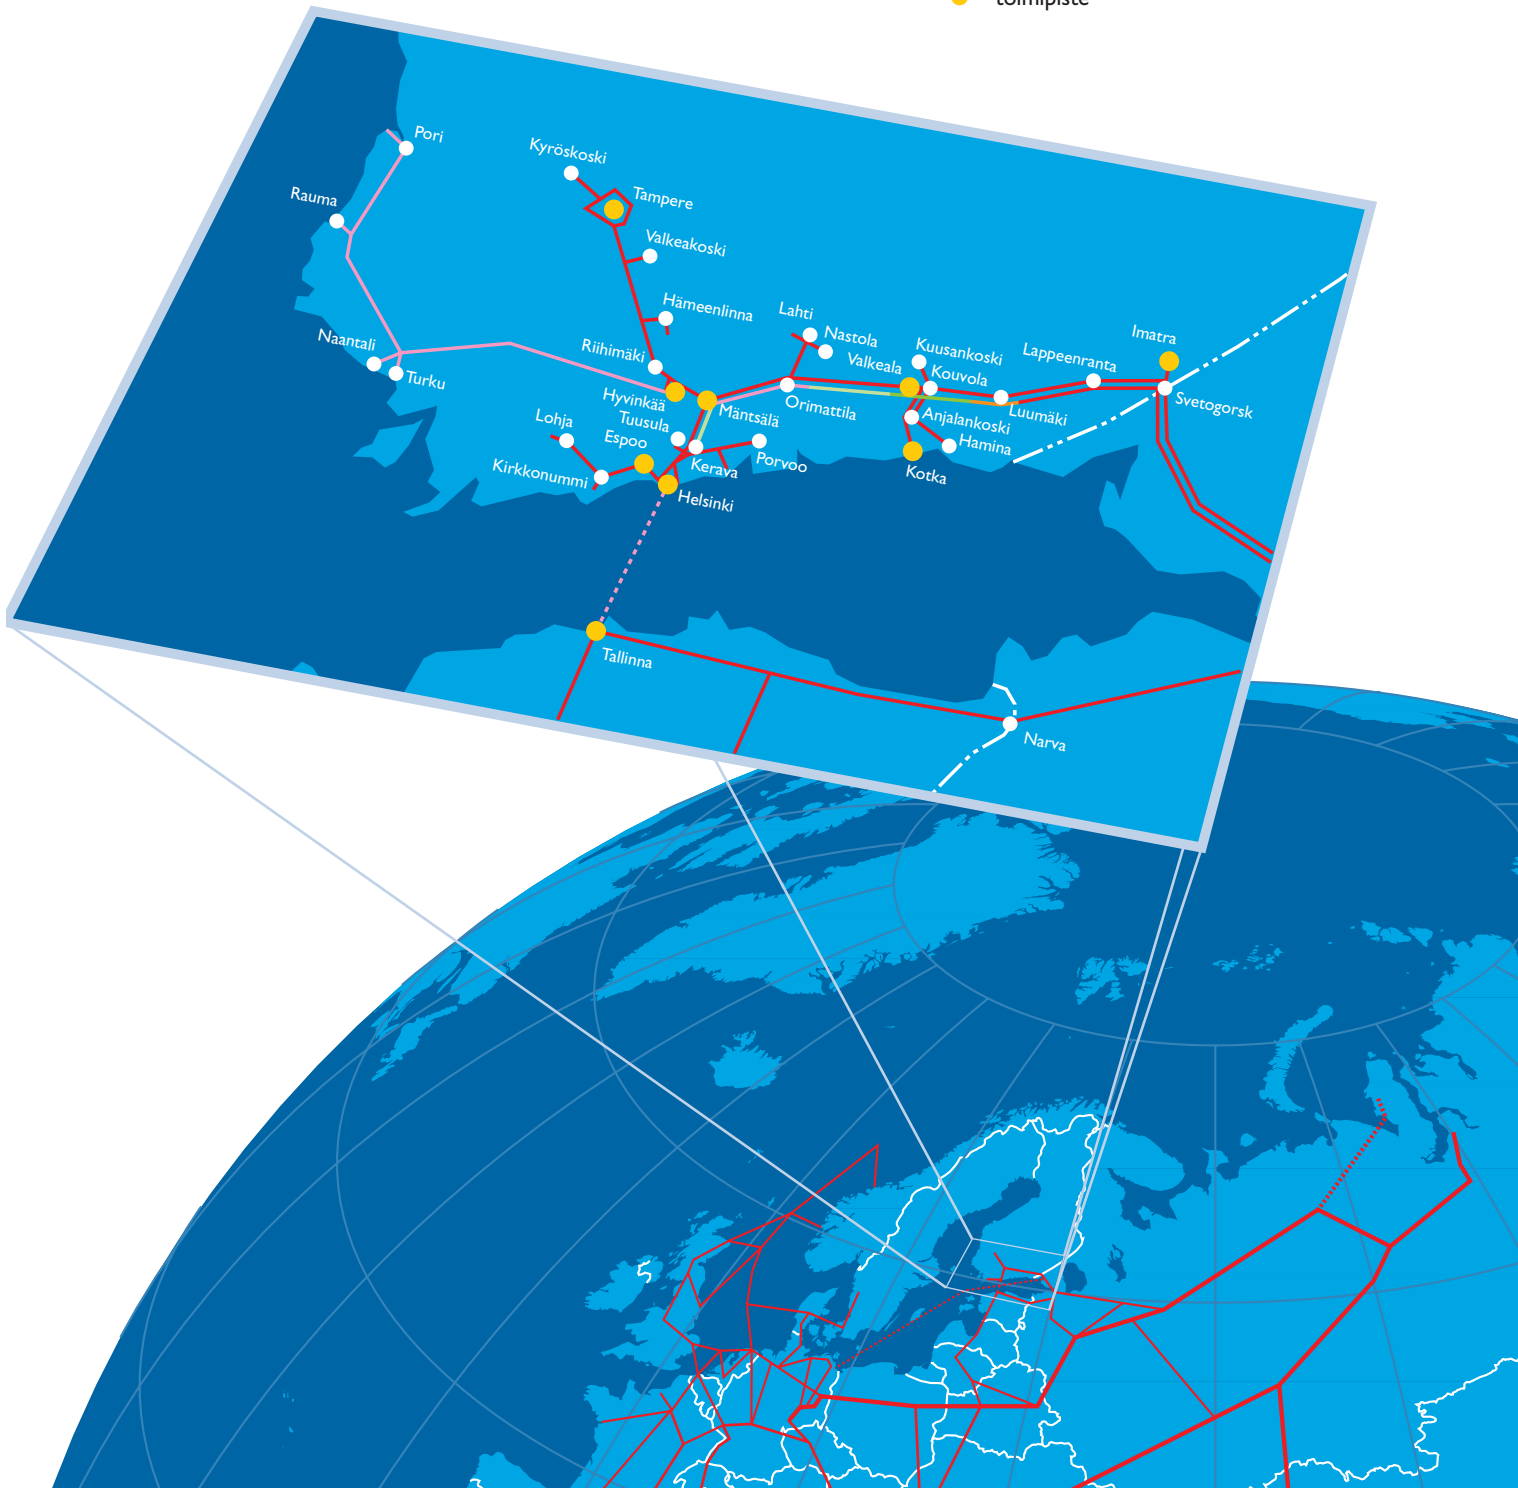 toimipiste
Pori
Kyröskoski
Rauma
Tampere
Valkeakoski
Hämeenlinna
Lahti
Nastola
Imatra
Naantali
Riihimäki
Valkeala
Kuusankoski
Lappeenranta
Kouvola
Turku
Hyvinkää
Mäntsälä
Orimattila
Luumäki
Svetogorsk
Lohja
Tuusula
Anjalankoski
Espoo
Hamina
Kirkkonummi
Kerava
Porvoo
Kotka
Helsinki
Tallinna
Narva